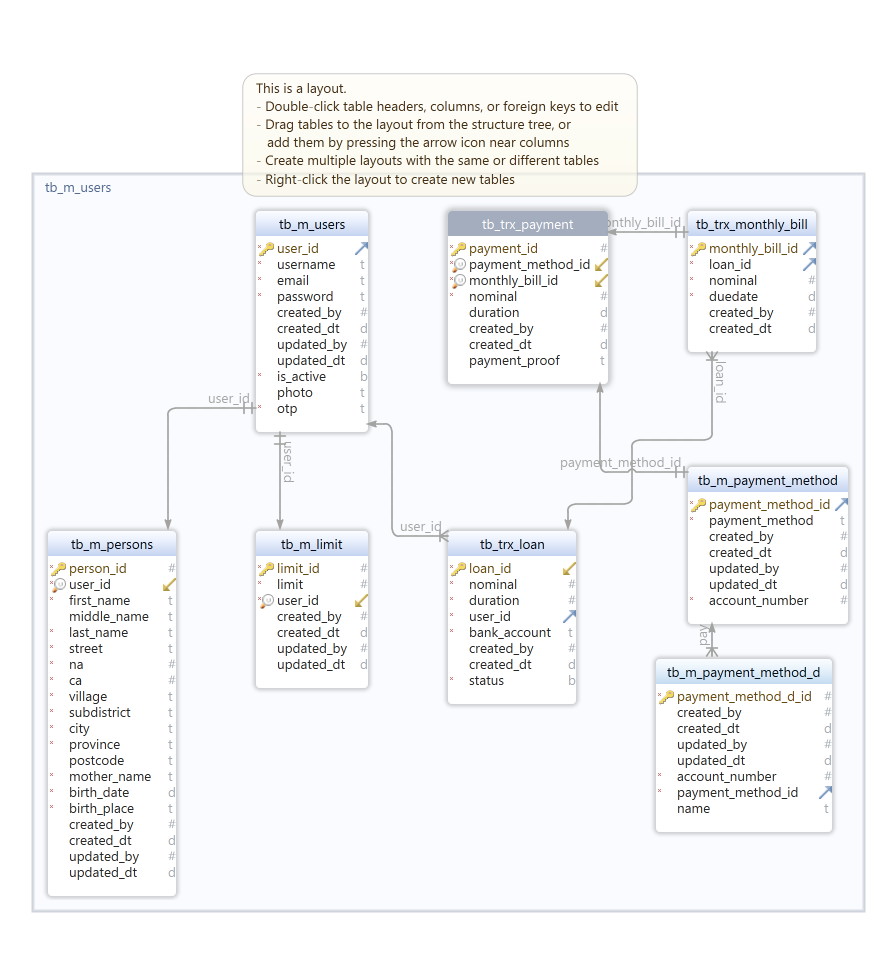 This is a layout.
- Double-click table headers, columns, or foreign keys to edit
- Drag tables to the layout from the structure tree, or
add them by pressing the arrow icon near columns
- Create multiple layouts with the same or different tables
- Right-click the layout to create new tables
tb_m_users
tb_m_users
* user_id
* username t
* email t
* password t
created_by #
created_dt d
updated_by #
updated_dt d
* is_active b
photo t
* otp t
tb_trx_payment
* payment_id #
* payment_method_id
* monthly_bill_id
* nominal #
duration d
created_by #
created_dt d
payment_proof t
onthly_bill_id
tb_trx_monthly_bill
* monthly_bill_id
* loan_id
* nominal #
* duedate d
created_by #
created_dt d
loan_id
user_id
user_id
user_id
payment_method_id
tb_m_payment_method
* payment_method_id
* payment_method t
created_by #
created_dt d
updated_by #
updated_dt d
* account_number #
pay
tb_m_persons
* person_id #
* user_id
* first_name t
middle_name t
* last_name t
* street t
* na #
* ca #
* village t
* subdistrict t
* city t
* province t
postcode t
* mother_name t
* birth_date d
* birth_place t
created_by #
created_dt d
updated_by #
updated_dt d
tb_m_limit
* limit_id #
* limit #
* user_id
created_by #
created_dt d
updated_by #
updated_dt d
tb_trx_loan
* loan_id
* nominal #
* duration #
* user_id
* bank_account t
created_by #
created_dt d
* status b
tb_m_payment_method_d
* payment_method_d_id #
created_by #
created_dt d
updated_by #
updated_dt d
* account_number #
* payment_method_id
name t